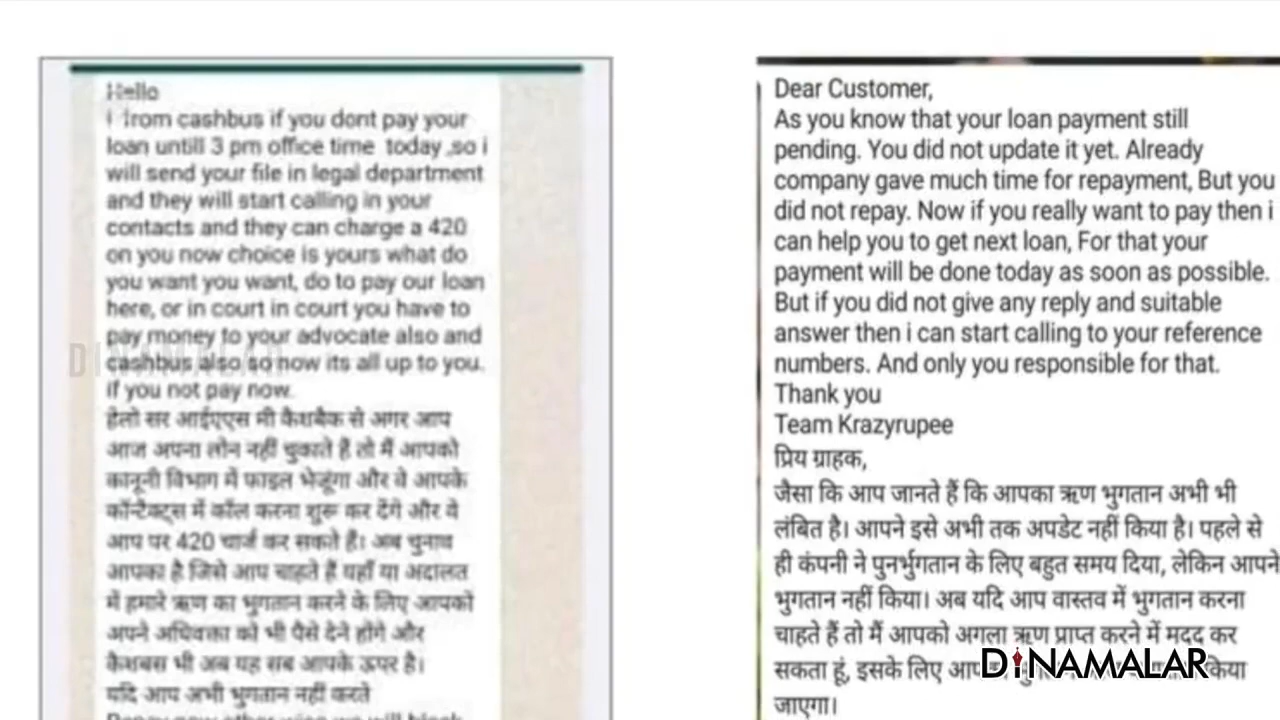 Hello
i from cashbus if you dont pay your
loan untill 3 pm office time today ,so i
will send your file in legal department
and they will start calling in your
contacts and they can charge a 420
on you now choice is yours what do
you want you want, do to pay our loan
here, or in court in court you have to
pay money to your advocate also and
cashbus also so now its all up to you.
If you not pay now.
हेलो सर आईएएस मी कैशबैक से अगर आप
आज अपना लोन नहीं चुकाते हैं तो मैं आपको
कानूनी विभाग में फाइल भेजूंगा और वे आपके
कॉन्टैक्ट्स में कॉल करना शुरू कर देंगे और वे
आप पर 420 चार्ज कर सकते हैं। अब चुनाव
आपका है जिसे आप चाहते हैं यहाँ या अदालत
में हमारे ऋण का भुगतान करने के लिए आपको
अपने अधिवक्ता को भी पैसे देने होंगे और
कैशबस भी अब यह सब आपके ऊपर है।
यदि आप अभी भुगतान नहीं करते
DINAMALAR
Dear Customer,
As you know that your loan payment still
pending. You did not update it yet. Already
company gave much time for repayment, But you
did not repay. Now if you really want to pay then i
can help you to get next loan, For that your
payment will be done today as soon as possible.
But if you did not give any reply and suitable
answer then i can start calling to your reference
numbers. And only you responsible for that.
Thank you
Team Krazyrupee
प्रिय ग्राहक,
जैसा कि आप जानते हैं कि आपका ऋण भुगतान अभी भी
लंबित है। आपने इसे अभी तक अपडेट नहीं किया है। पहले से
ही कंपनी ने पुनर्भुगतान के लिए बहुत समय दिया, लेकिन आपने
भुगतान नहीं किया। अब यदि आप वास्तव में भुगतान करना
चाहते हैं तो मैं आपको अगला ऋण प्राप्त करने में मदद कर
सकता हूं, इसके लिए किया
जाएगा।
DINAMALAR